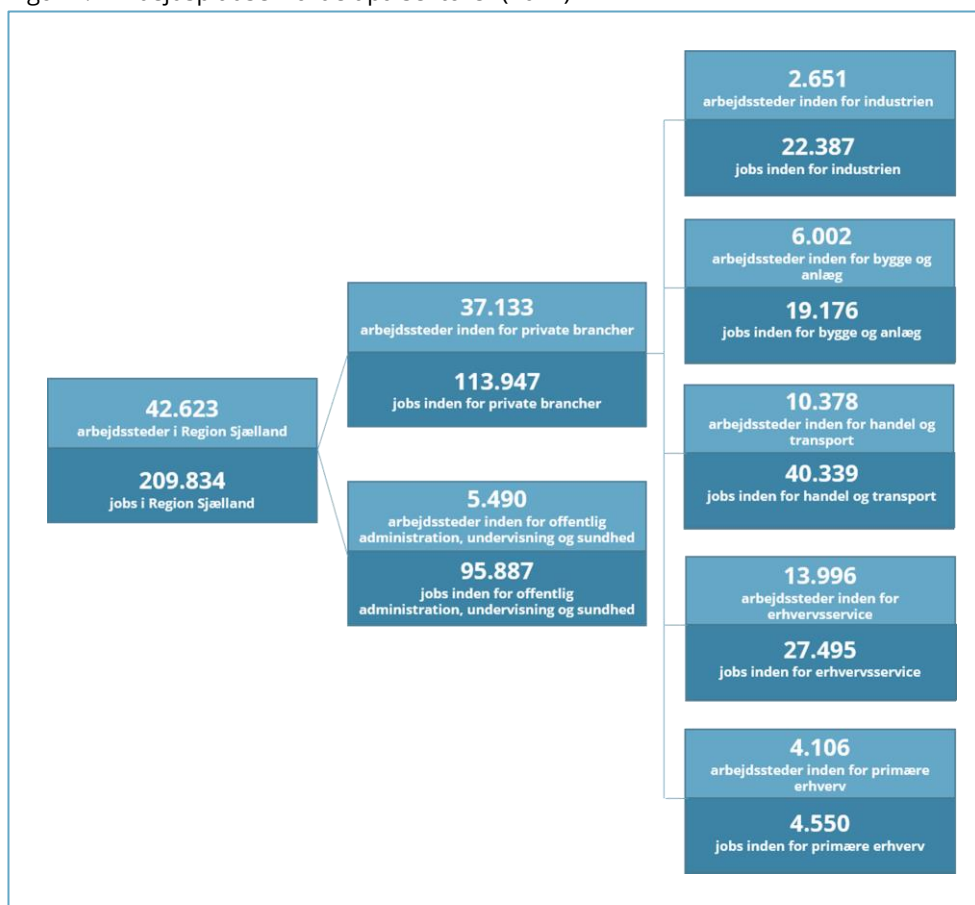 42.623
arbejdssteder i Region Sjælland
209.834
jobs i Region Sjælland
37.133
arbejdssteder inden for private brancher
113.947
jobs inden for private brancher
5.490
arbejdssteder inden for offentlig
administration, undervisning og sundhed
95.887
jobs inden for offentlig
administration, undervisning og sundhed
2.651
arbejdssteder inden for industrien
22.387
jobs inden for industrien
6.002
arbejdssteder inden for bygge og
anlæg
19.176
jobs inden for bygge og anlæg
10.378
arbejdssteder inden for handel og
transport
40.339
jobs inden for handel og transport
13.996
arbejdssteder inden for
erhvervsservice
27.495
jobs inden for erhvervsservice
4.106
arbejdssteder inden for primære
erhverv
4.550
jobs inden for primære erhverv